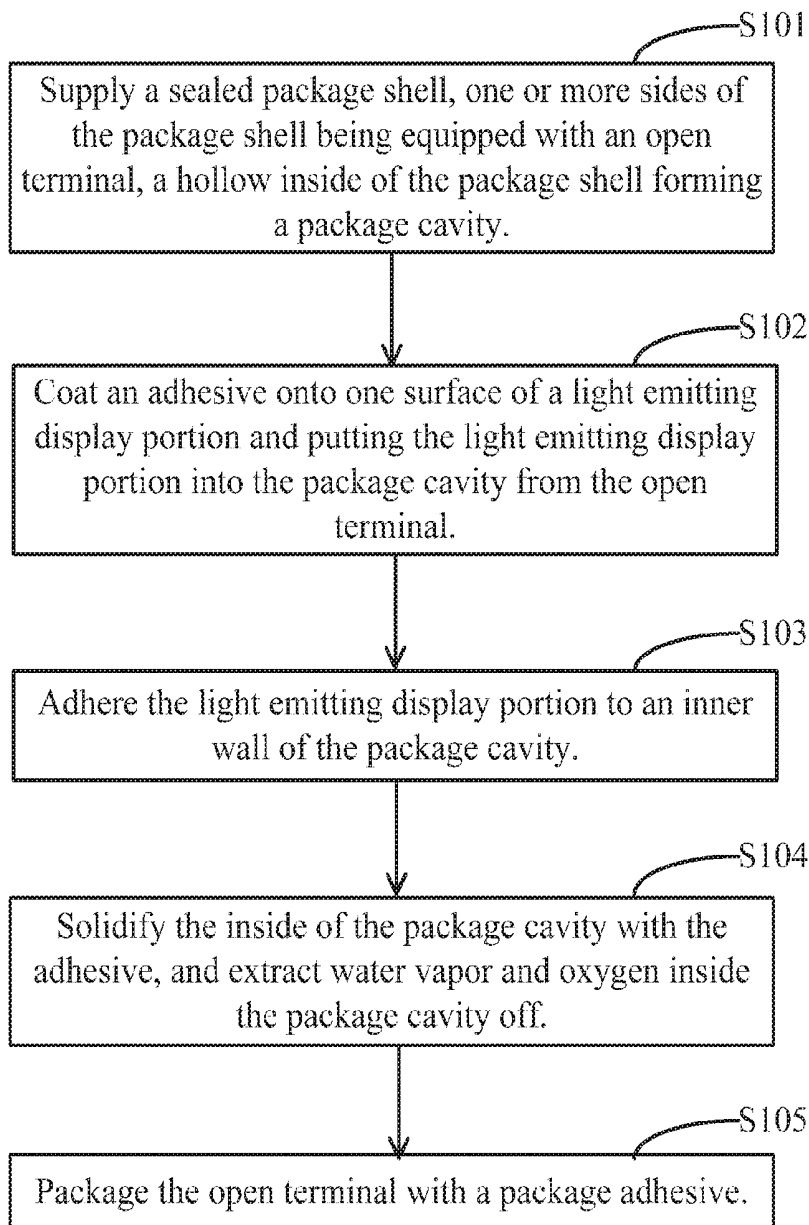 S101
Supply a sealed package shell, one or more sides of
the package shell being equipped with an open
terminal, a hollow inside of the package shell forming
a package cavity.
S102
Coat an adhesive onto one surface of a light emitting
display portion and putting the light emitting display
portion into the package cavity from the open
terminal.
S103
Adhere the light emitting display portion to an inner
wall of the package cavity.
S104
Solidify the inside of the package cavity with the
adhesive, and extract water vapor and oxygen inside
the package cavity off.
S105
Package the open terminal with a package adhesive.